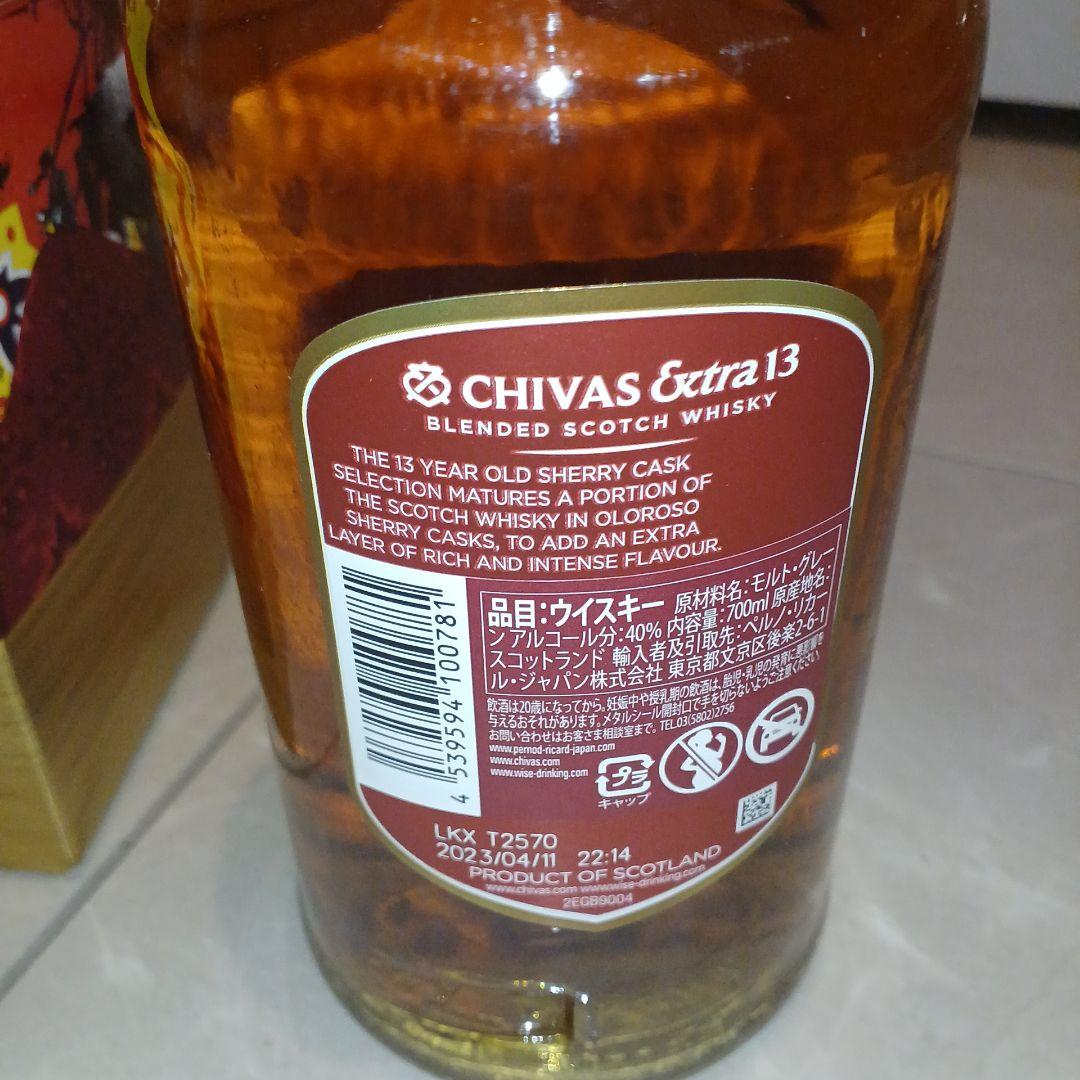 CHIVAS Extra 13
BLENDED SCOTCH WHISKY
THE 13 YEAR OLD SHERRY CASK
SELECTION MATURES A PORTION OF
THE SCOTCH WHISKY IN OLOROSO
SHERRY CASKS, TO ADD AN EXTRA
LAYER OF RICH AND INTENSE FLAVOUR.
品目:ウイスキー 原材料名:モルト・グレー
ン アルコール分:40% 内容量:700ml 原産地名:
スコットランド 輸入者及引取先:ペルノ・リカー
ル・ジャパン株式会社 東京都文京区後楽2-6-1
飲酒は20歳になってから。妊娠中や授乳期の飲酒は、胎児・乳児の発育に悪影響を
与えるおそれがあります。メタルシール開封口で手を切らないようご注意ください。
お問い合わせはお客さま相談室まで。TEL.03(5802)2756
www.pernod-ricard-japan.com
www.chivas.com
www.wise-drinking.com
プラ
キャップ
4 539594 100781
LKX T2570
2023/04/11 22:14
PRODUCT OF SCOTLAND
www.chivas.com www.wise-drinking.com
2EGB9004